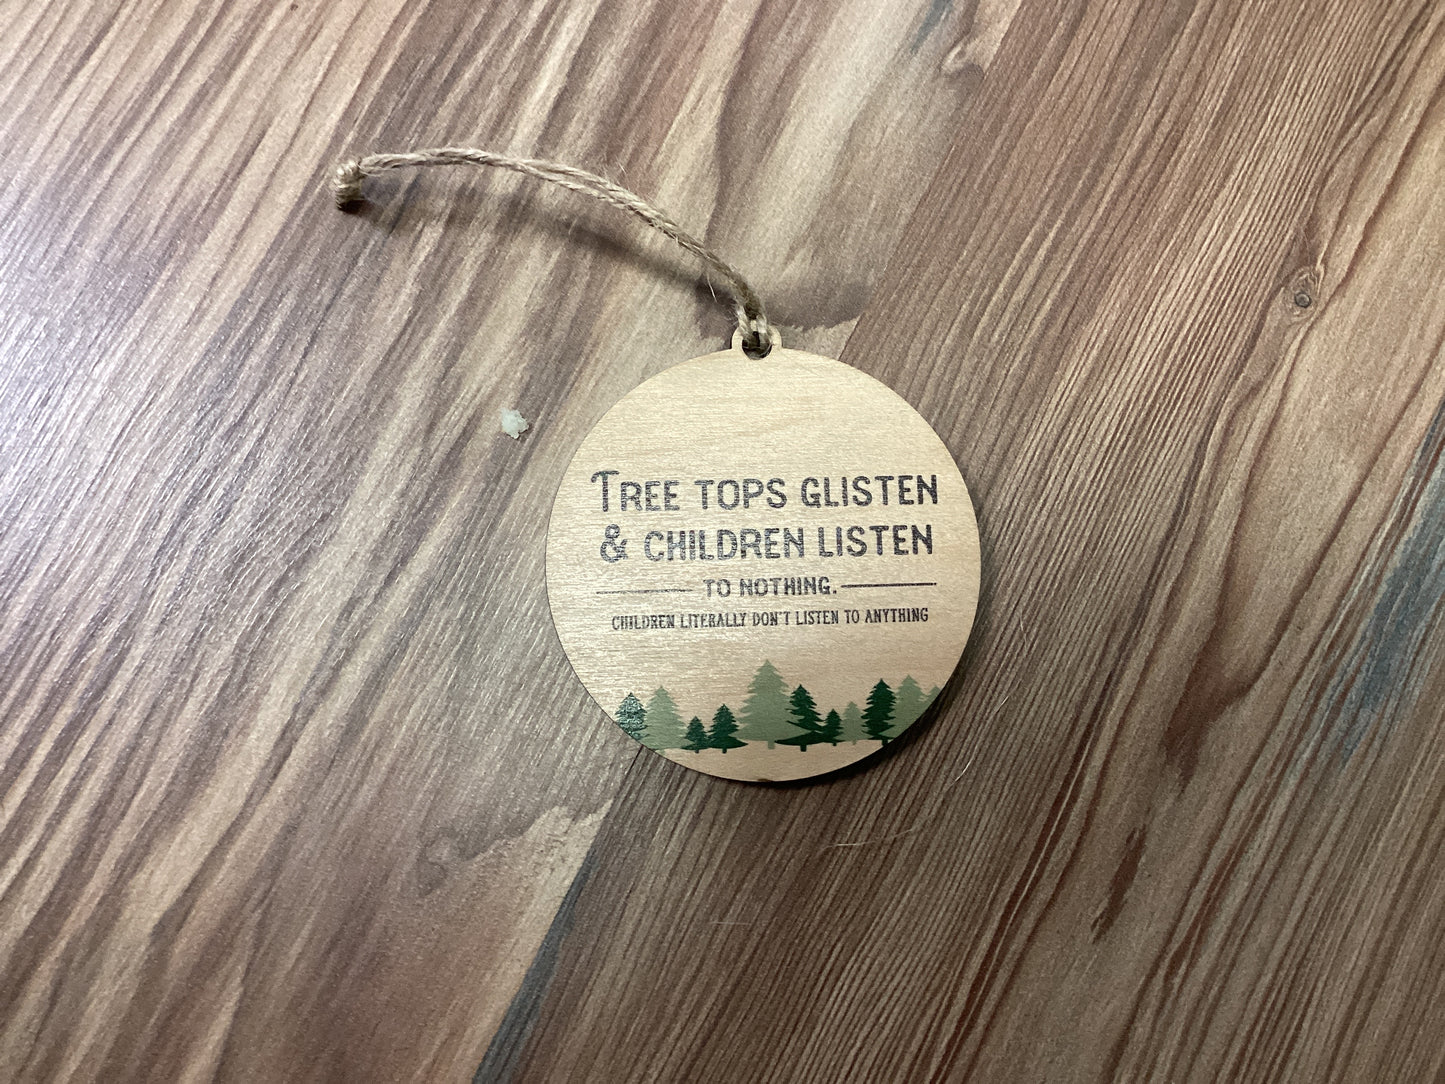 Tree tops glisten
& children listen
to nothing.
children literally don't listen to anything